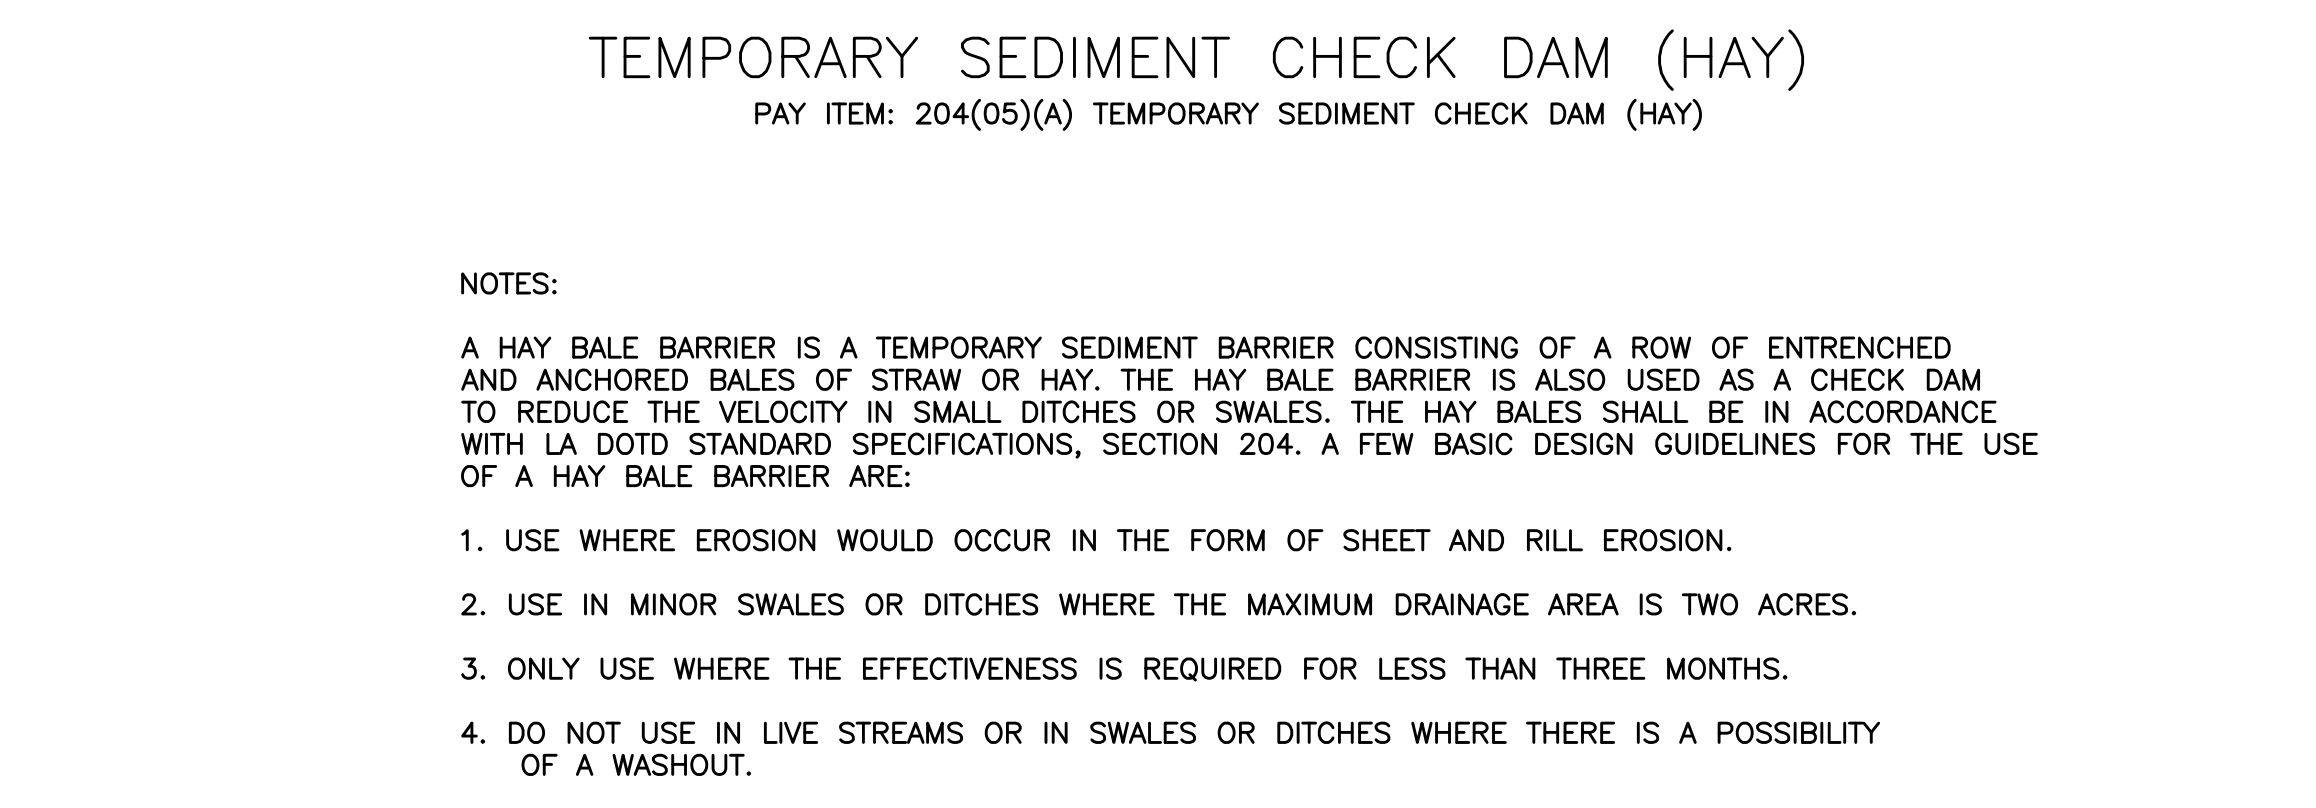 TEMPORARY SEDIMENT CHECK DAM (HAY)
PAY ITEM: 204(05)(A) TEMPORARY SEDIMENT CHECK DAM (HAY)
NOTES:
A HAY BALE BARRIER IS A TEMPORARY SEDIMENT BARRIER CONSISTING OF A ROW OF ENTRENCHED
AND ANCHORED BALES OF STRAW OR HAY. THE HAY BALE BARRIER IS ALSO USED AS A CHECK DAM
TO REDUCE THE VELOCITY IN SMALL DITCHES OR SWALES. THE HAY BALES SHALL BE IN ACCORDANCE
WITH LA DOTD STANDARD SPECIFICATIONS, SECTION 204. A FEW BASIC DESIGN GUIDELINES FOR THE USE
OF A HAY BALE BARRIER ARE:
1. USE WHERE EROSION WOULD OCCUR IN THE FORM OF SHEET AND RILL EROSION.
2. USE IN MINOR SWALES OR DITCHES WHERE THE MAXIMUM DRAINAGE AREA IS TWO ACRES.
3. ONLY USE WHERE THE EFFECTIVENESS IS REQUIRED FOR LESS THAN THREE MONTHS.
4. DO NOT USE IN LIVE STREAMS OR IN SWALES OR DITCHES WHERE THERE IS A POSSIBILITY
OF A WASHOUT.